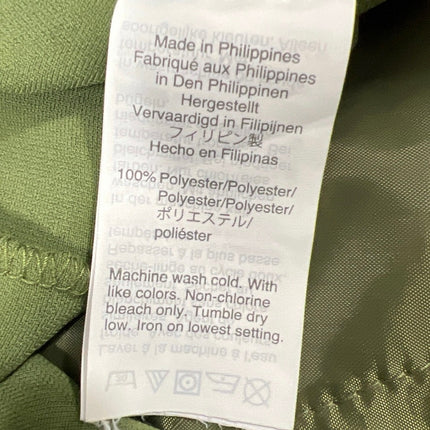 Made in Philippines
Fabriqué aux Philippines
in Den Philippinen
Hergestellt
Vervaardigd in Filipijnen
フィリピン製
Hecho en Filipinas
100% Polyester/Polyester/
Polyester/Polyester/
ポリエステル/
poliéster
Machine wash cold. With
like colors. Non-chlorine
bleach only. Tumble dry
low. Iron on lowest setting.